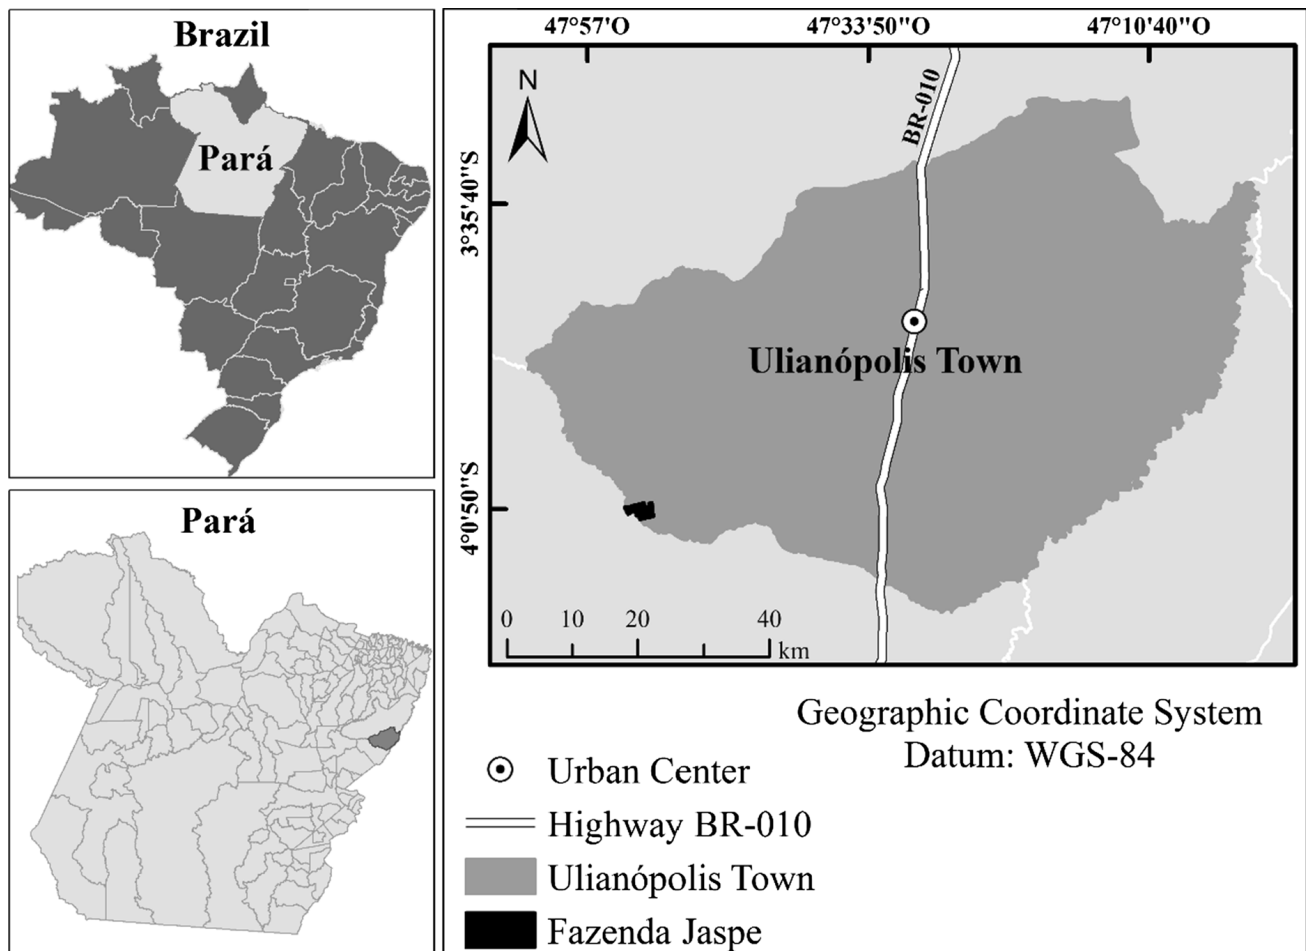 Brazil
Pará
Pará
47°57'O
47°33'50"O
47°10'40"O
3°35'40"S
4°0'50"S
N
BR-010
Ulianópolis Town
0 10 20 40
km
Geographic Coordinate System
Datum: WGS-84
Urban Center
Highway BR-010
Ulianópolis Town
Fazenda Jaspe